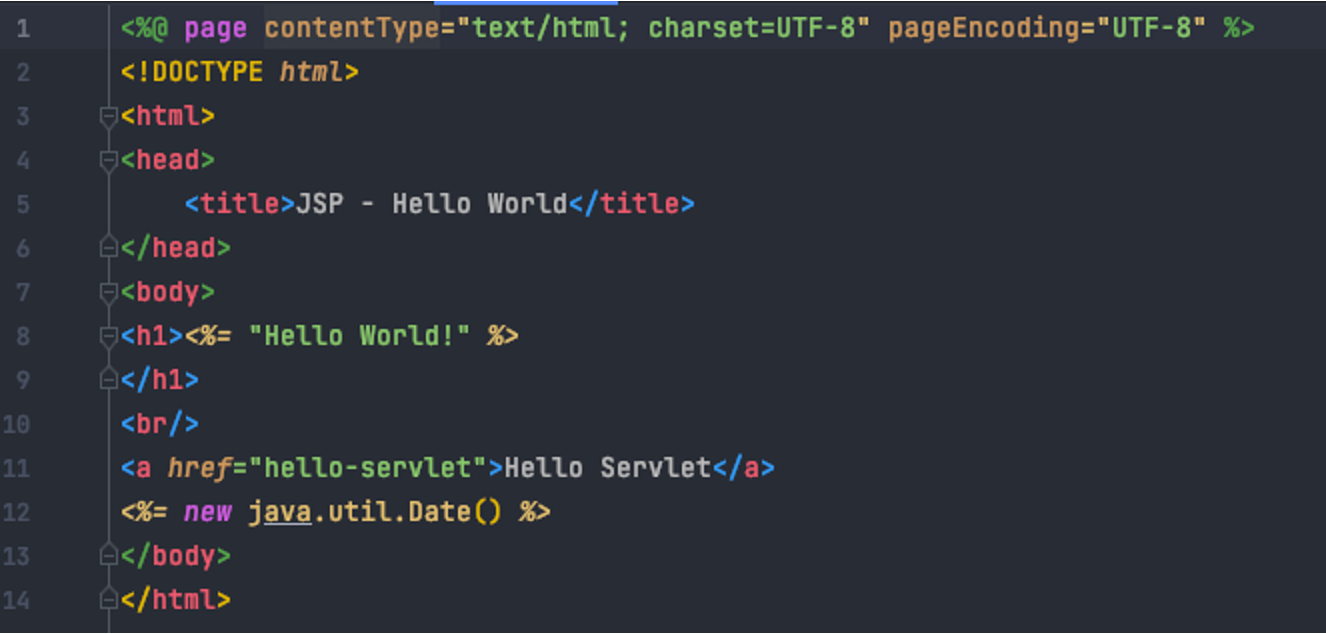 1 <%@ page contentType="text/html; charset=UTF-8" pageEncoding="UTF-8" %>
2 <!DOCTYPE html>
3 <html>
4 <head>
5     <title>JSP - Hello World</title>
6 </head>
7 <body>
8 <h1><%= "Hello World!" %>
9 </h1>
10 <br/>
11 <a href="hello-servlet">Hello Servlet</a>
12 <%= new java.util.Date() %>
13 </body>
14 </html>